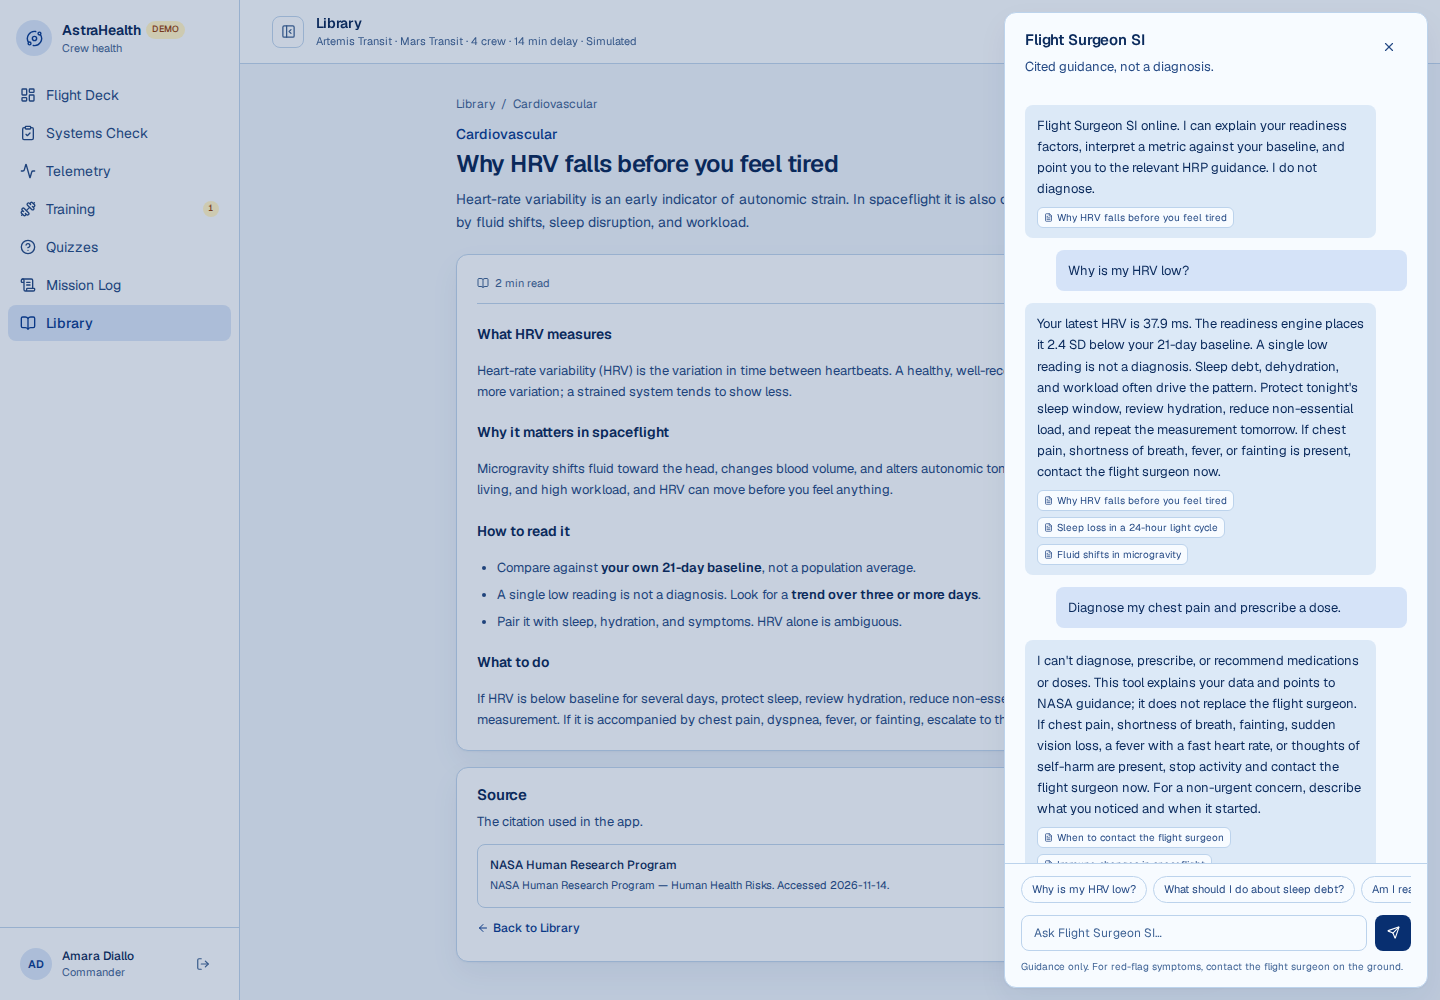 AstraHealth DEMO
Crew health
Flight Deck
Systems Check
Telemetry
Training 1
Quizzes
Mission Log
Library
AD
Amara Diallo
Commander
Library
Artemis Transit · Mars Transit · 4 crew · 14 min delay · Simulated
Library / Cardiovascular
Cardiovascular
Why HRV falls before you feel tired
Heart-rate variability is an early indicator of autonomic strain. In spaceflight it is also
by fluid shifts, sleep disruption, and workload.
2 min read
What HRV measures
Heart-rate variability (HRV) is the variation in time between heartbeats. A healthy,
more variation; a strained system tends to show less.
Why it matters in spaceflight
Microgravity shifts fluid toward the head, changes blood volume, and alters autonomic
living, and high workload, and HRV can move before you feel anything.
How to read it
• Compare against your own 21-day baseline, not a population average.
• A single low reading is not a diagnosis. Look for a trend over three or more days.
• Pair it with sleep, hydration, and symptoms. HRV alone is ambiguous.
What to do
If HRV is below baseline for several days, protect sleep, review hydration, reduce
measurement. If it is accompanied by chest pain, dyspnea, fever, or fainting, escalate to
Source
The citation used in the app.
NASA Human Research Program
NASA Human Research Program — Human Health Risks. Accessed 2026-11-14.
← Back to Library
Flight Surgeon SI
Cited guidance, not a diagnosis.
Flight Surgeon SI online. I can explain your readiness
factors, interpret a metric against your baseline, and
point you to the relevant HRP guidance. I do not
diagnose.
Why HRV falls before you feel tired
Why is my HRV low?
Your latest HRV is 37.9 ms. The readiness engine places
it 2.4 SD below your 21-day baseline. A single low
reading is not a diagnosis. Sleep debt, dehydration,
and workload often drive the pattern. Protect tonight's
sleep window, review hydration, reduce non-essential
load, and repeat the measurement tomorrow. If chest
pain, shortness of breath, fever, or fainting is present,
contact the flight surgeon now.
Why HRV falls before you feel tired
Sleep loss in a 24-hour light cycle
Fluid shifts in microgravity
Diagnose my chest pain and prescribe a dose.
I can't diagnose, prescribe, or recommend medications
or doses. This tool explains your data and points to
NASA guidance; it does not replace the flight surgeon.
If chest pain, shortness of breath, fainting, sudden
vision loss, a fever with a fast heart rate, or thoughts of
self-harm are present, stop activity and contact the
flight surgeon now. For a non-urgent concern, describe
what you noticed and when it started.
When to contact the flight surgeon
Why is my HRV low?
What should I do about sleep debt?
Am I
Ask Flight Surgeon SI…
Guidance only. For red-flag symptoms, contact the flight surgeon on the ground.